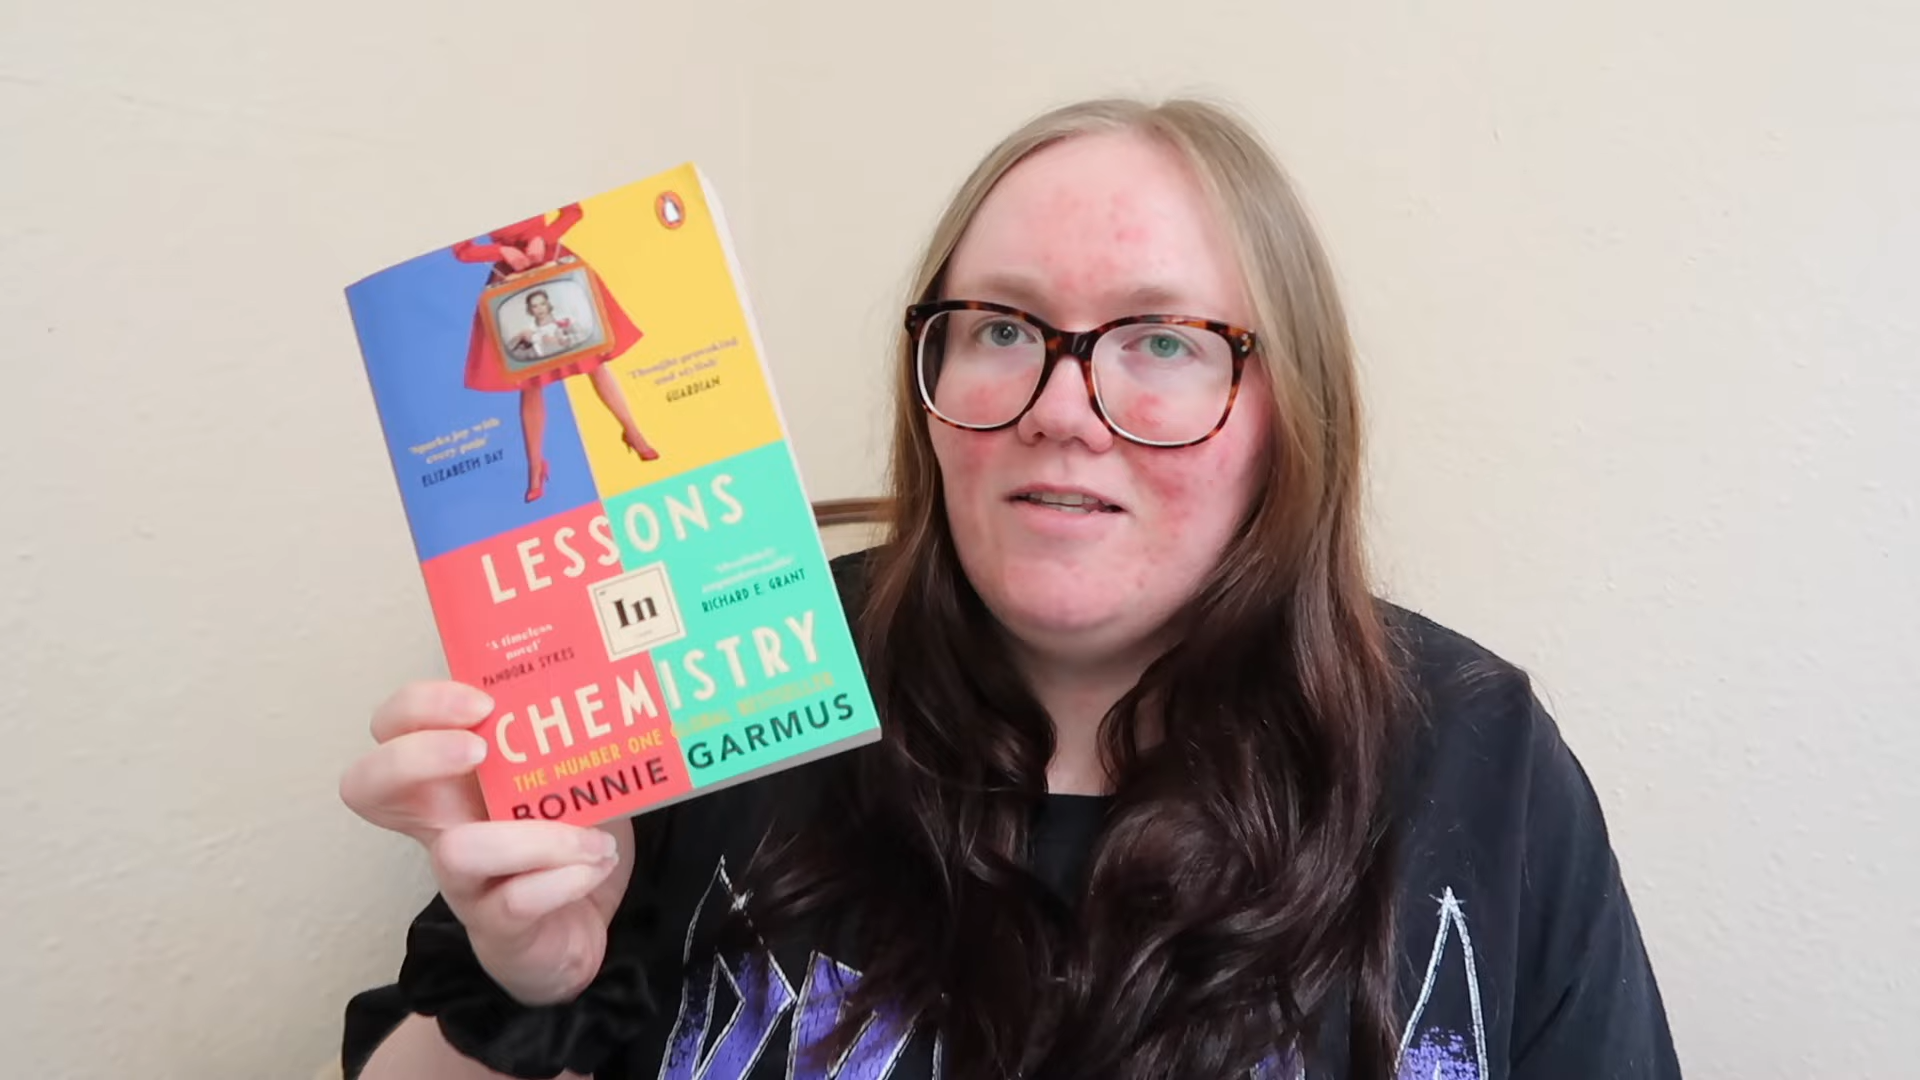 'Thought-provoking
and stylish'
GUARDIAN
'Sparks joy with
every page'
ELIZABETH DAY
LESSONS
In
RICHARD E. GRANT
'A timeless
novel'
PANDORA SYKES
CHEMISTRY
THE NUMBER ONE GLOBAL BESTSELLER
BONNIE GARMUS